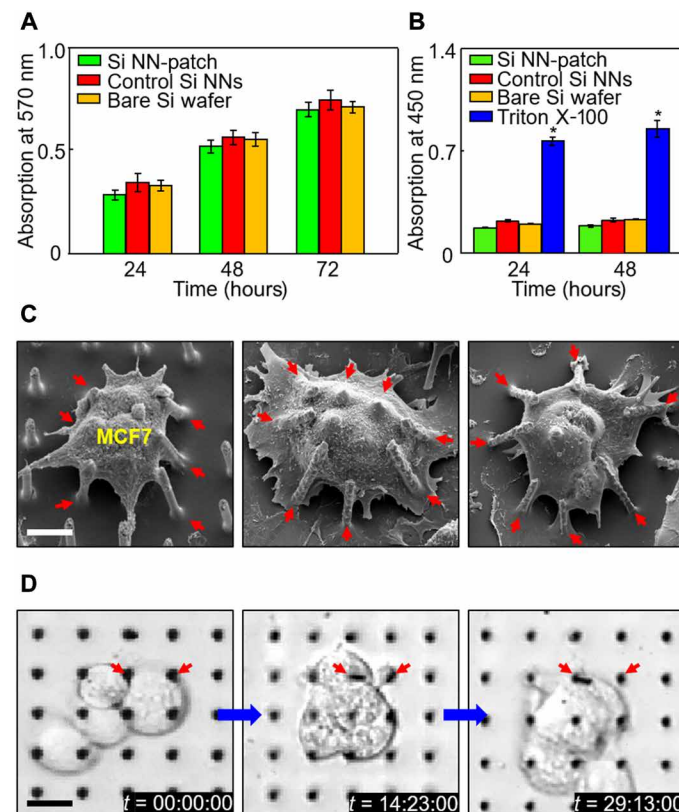 A
Absorption at 570 nm
1.0
0.5
0
Si NN-patch
Control Si NNs
Bare Si wafer
24
48
72
Time (hours)
B
Absorption at 450 nm
1.4
0.7
0
Si NN-patch
Control Si NNs
Bare Si wafer
Triton X-100
*
*
24
48
Time (hours)
C
MCF7
D
t = 00:00:00
t = 14:23:00
t = 29:13:00